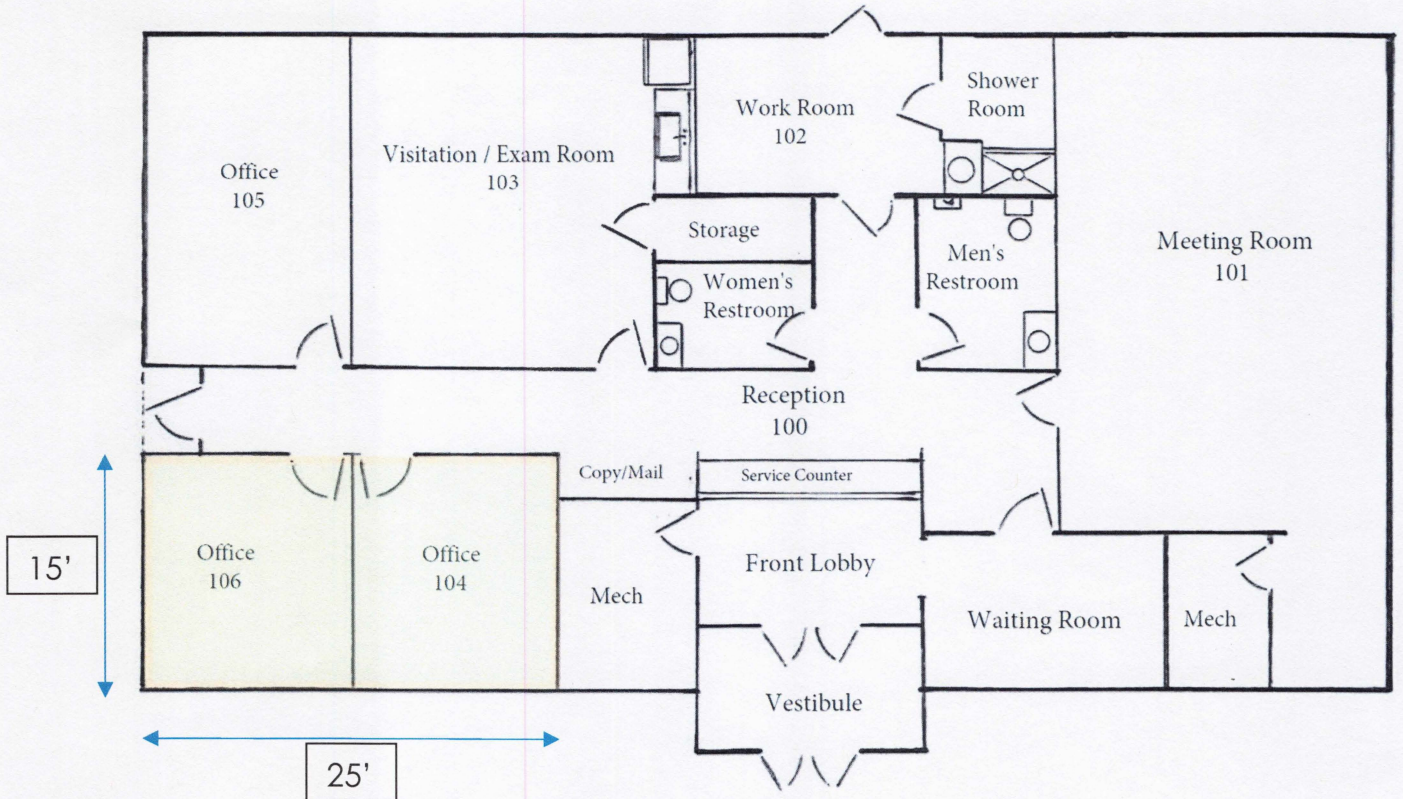 Office
105
Visitation / Exam Room
103
Work Room
102
Shower
Room
Storage
Women's
Restroom
Men's
Restroom
Meeting Room
101
Reception
100
Copy/Mail
Service Counter
15'
Office
106
Office
104
Mech
Front Lobby
Waiting Room
Mech
Vestibule
25'